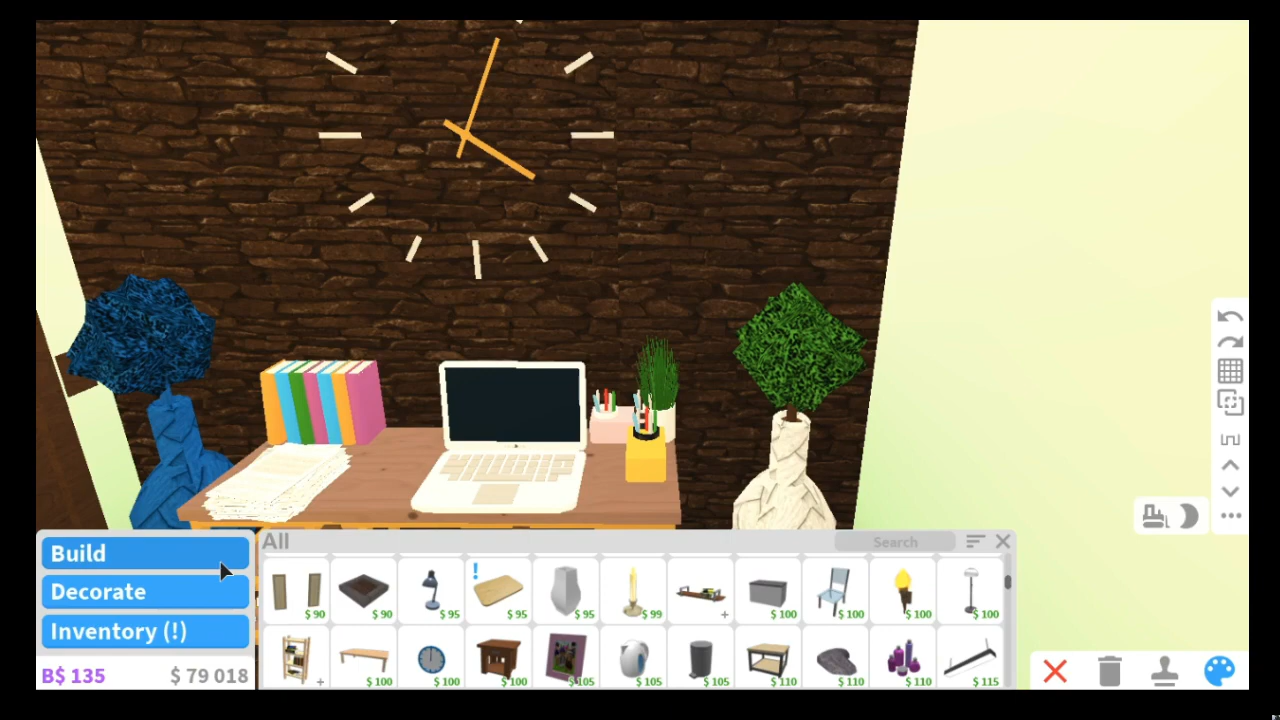 All
Search
Build
Decorate
Inventory (!)
B$ 135
$ 79 018
$ 90
$ 90
$ 95
! $ 95
$ 95
$ 99
+
$ 100
$ 100
$ 100
$ 100
+
$ 100
$ 100
$ 100
$ 105
$ 105
$ 105
$ 110
$ 110
$ 110
$ 115